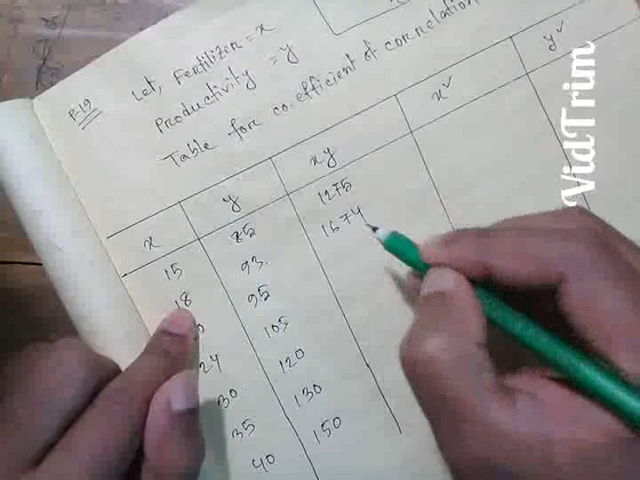 P-19
Let, Fertilizer = x
Productivity = y
Table for co.efficient of correlation
x y xy x² y²
15 85 1275
18 93 1674
95
24 105
30 120
35 130
40 150
VidTrim